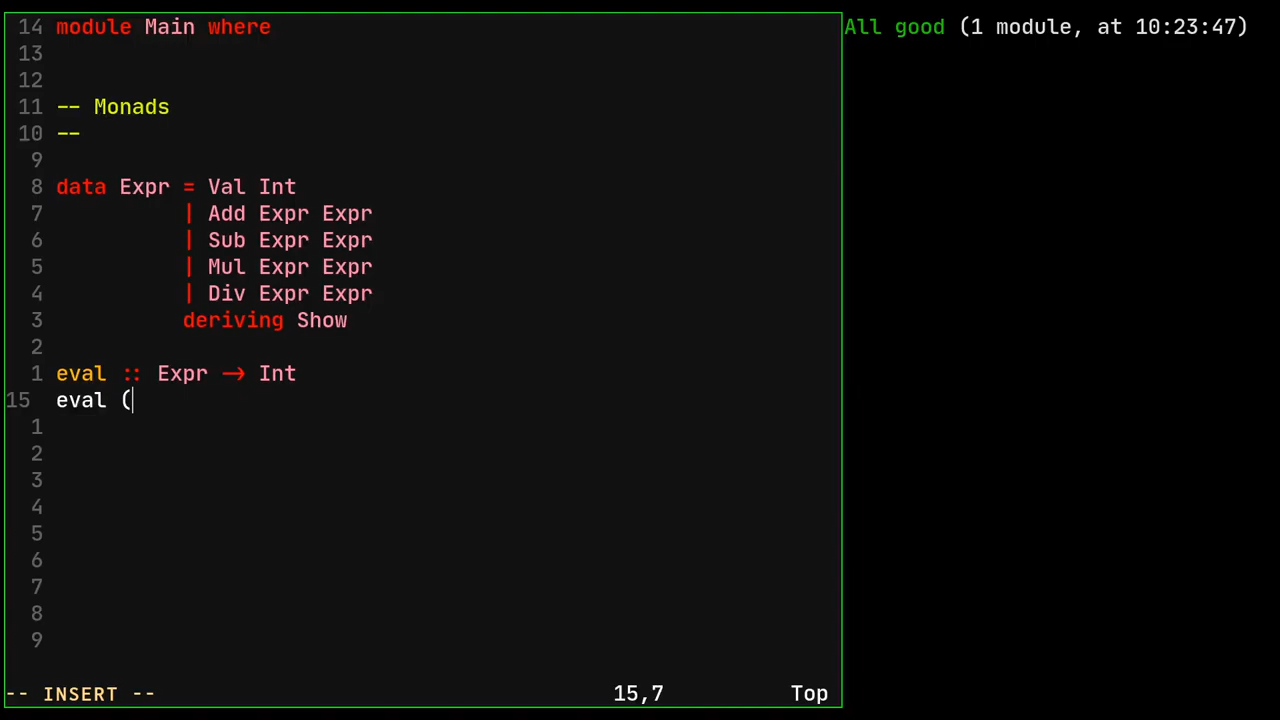 14 module Main where
13
12
11 -- Monads
10 --
9
8 data Expr = Val Int
7 | Add Expr Expr
6 | Sub Expr Expr
5 | Mul Expr Expr
4 | Div Expr Expr
3 deriving Show
2
1 eval :: Expr -> Int
15 eval (
1
2
3
4
5
6
7
8
9
-- INSERT -- 15,7 Top
All good (1 module, at 10:23:47)